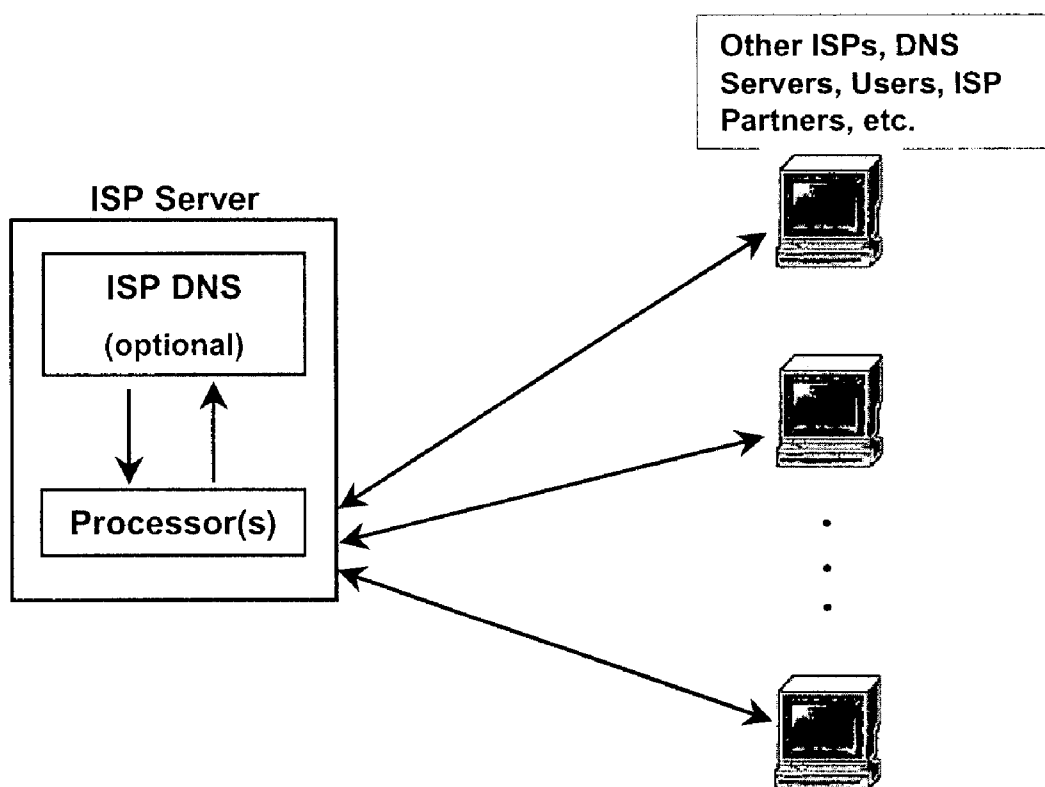 Other ISPs, DNS
Servers, Users, ISP
Partners, etc.
ISP Server
ISP DNS
(optional)
Processor(s)